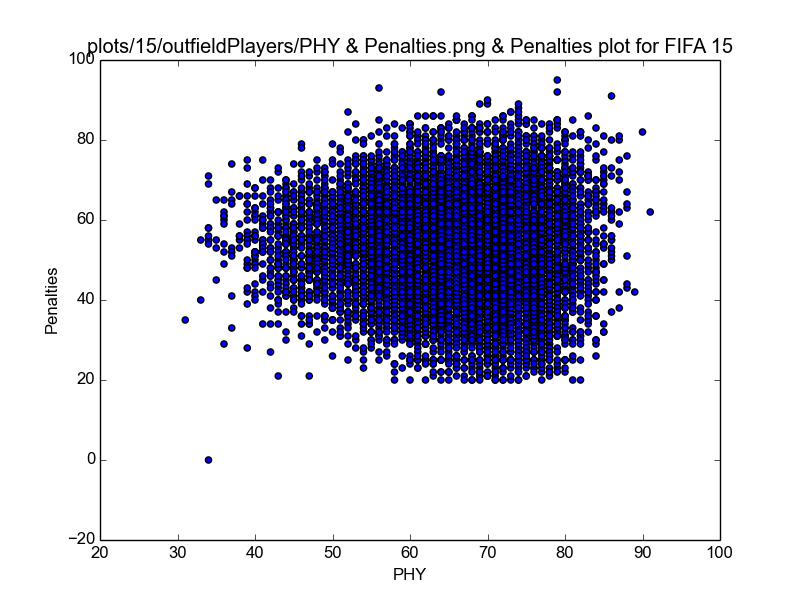 plots/15/outfieldPlayers/PHY & Penalties.png & Penalties plot for FIFA 15
100
80
60
40
20
0
−20
Penalties
20 30 40 50 60 70 80 90 100
PHY